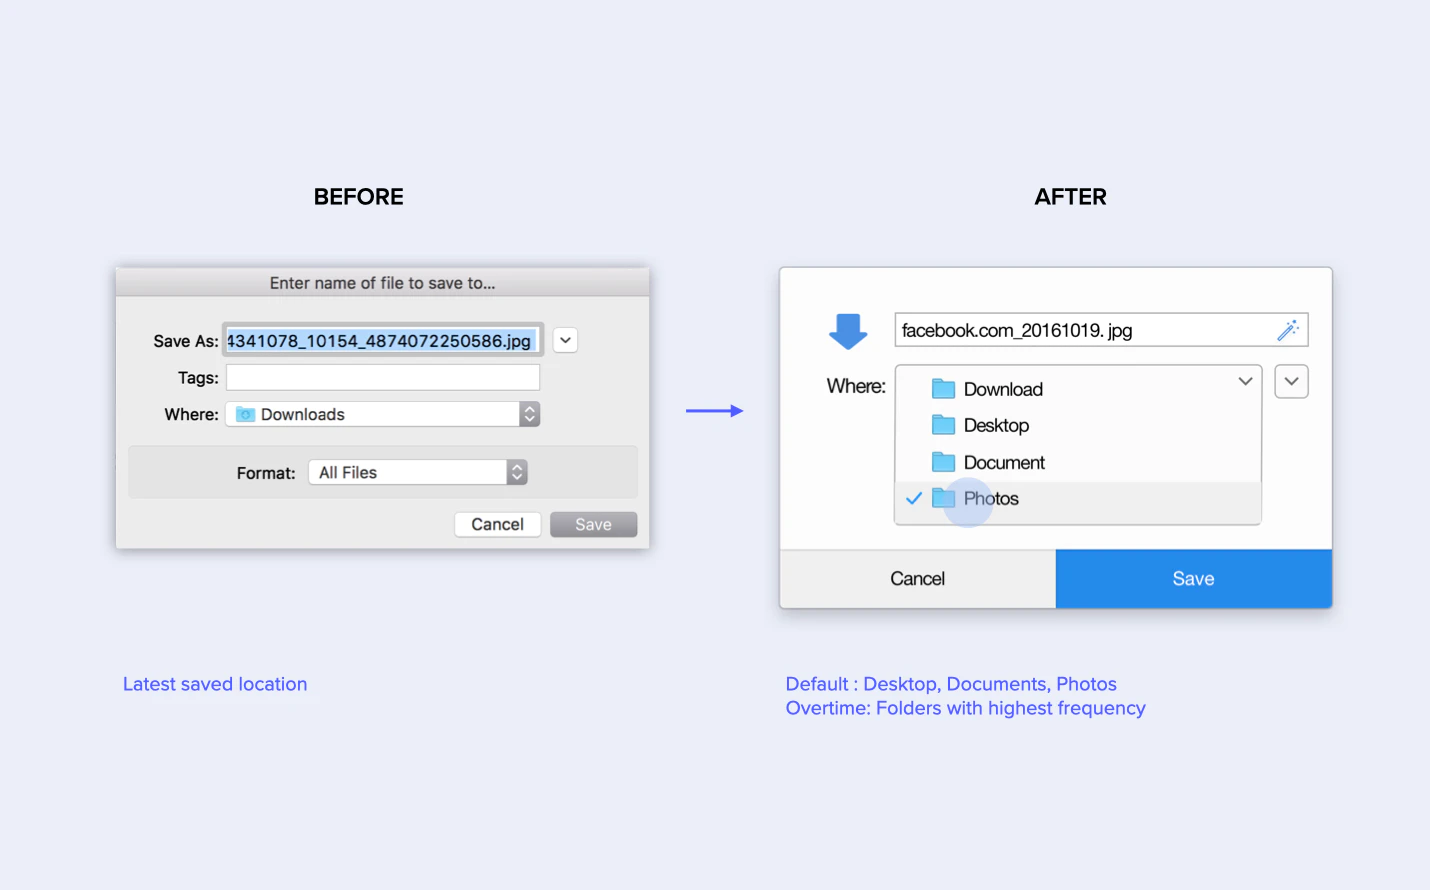 BEFORE
Enter name of file to save to...
Save As: 4341078_10154_4874072250586.jpg
Tags:
Where: Downloads
Format: All Files
Cancel Save
Latest saved location
AFTER
facebook.com_20161019. jpg
Where: Download
Desktop
Document
Photos
Cancel Save
Default : Desktop, Documents, Photos
Overtime: Folders with highest frequency